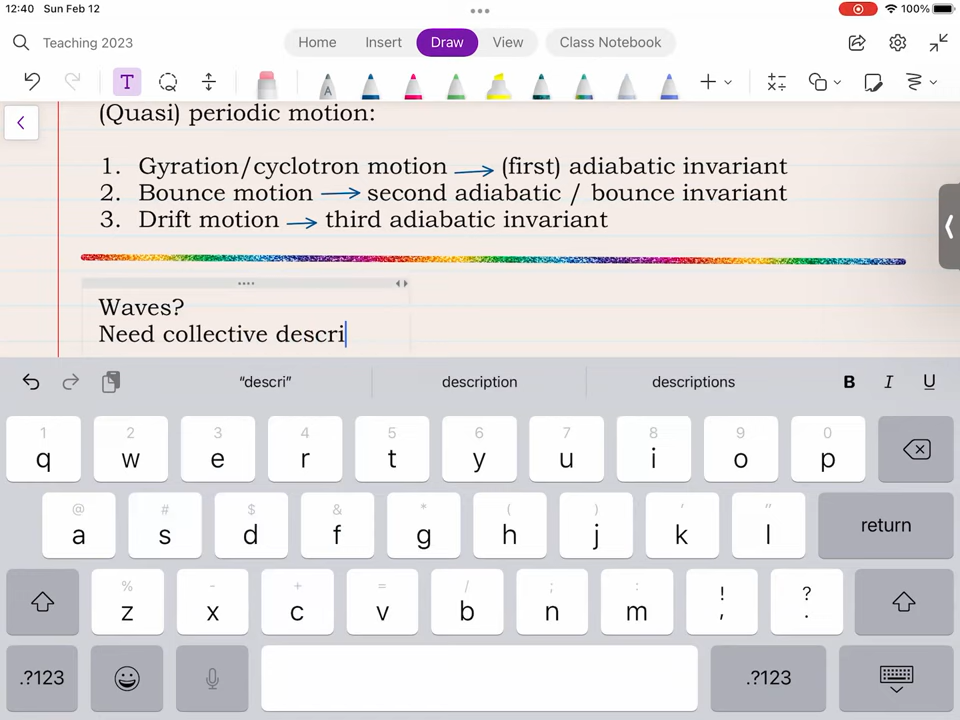 12:40 Sun Feb 12
100%
Teaching 2023
Home Insert Draw View Class Notebook
T A
(Quasi) periodic motion:
1. Gyration/cyclotron motion → (first) adiabatic invariant
2. Bounce motion → second adiabatic / bounce invariant
3. Drift motion → third adiabatic invariant
Waves?
Need collective descri
“descri” description descriptions B I U
1 2 3 4 5 6 7 8 9 0
q w e r t y u i o p
@ # $ & * ( ) ' "
a s d f g h j k l return
% - + = / ; : ! ?
z x c v b n m , .
.?123 .?123